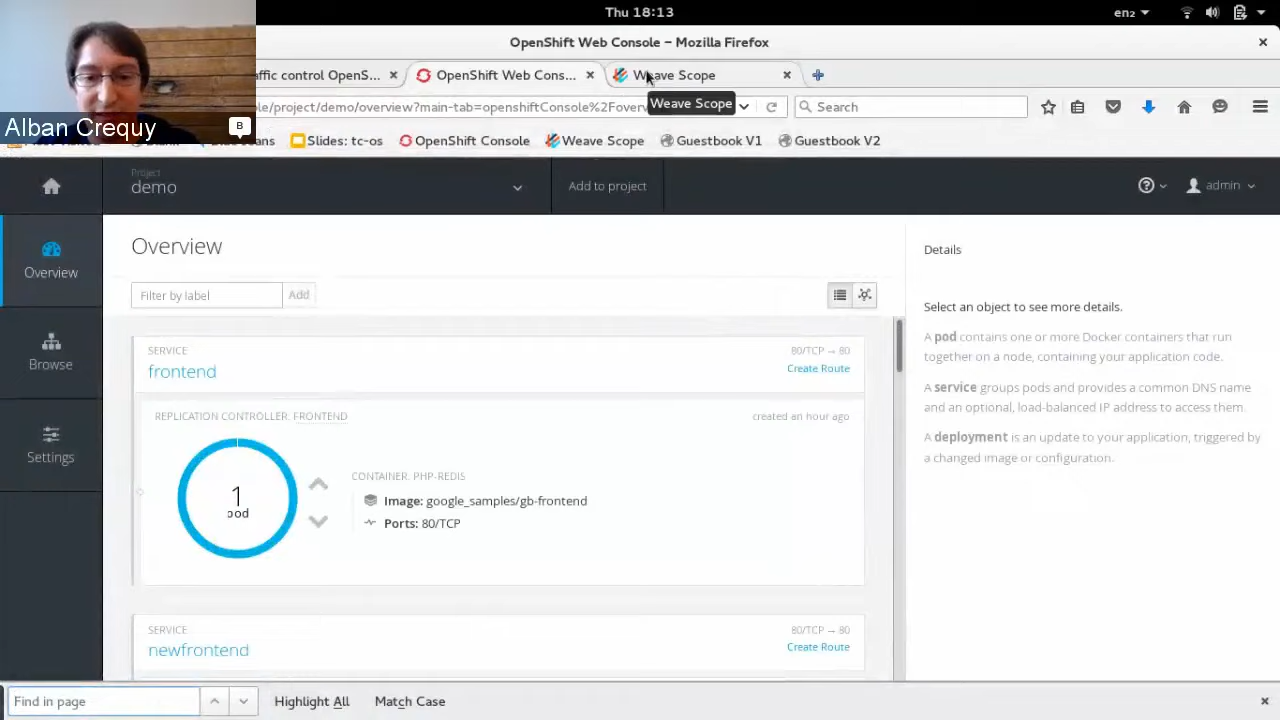 Thu 18:13
en₂
OpenShift Web Console – Mozilla Firefox
affic control OpenS...
OpenShift Web Cons...
Weave Scope
le/project/demo/overview?main-tab=openshiftConsole%2Fover
Weave Scope
Search
Alban Crequy
B
Slides: tc-os
OpenShift Console
Weave Scope
Guestbook V1
Guestbook V2
Project
demo
Add to project
admin
Overview
Browse
Settings
Overview
Filter by label
Add
SERVICE
80/TCP → 80
frontend
Create Route
REPLICATION CONTROLLER: FRONTEND
created an hour ago
1
pod
CONTAINER: PHP-REDIS
Image: google_samples/gb-frontend
Ports: 80/TCP
SERVICE
80/TCP → 80
newfrontend
Create Route
Details
Select an object to see more details.
A pod contains one or more Docker containers that run
together on a node, containing your application code.
A service groups pods and provides a common DNS name
and an optional, load-balanced IP address to access them.
A deployment is an update to your application, triggered by
a changed image or configuration.
Find in page
Highlight All
Match Case